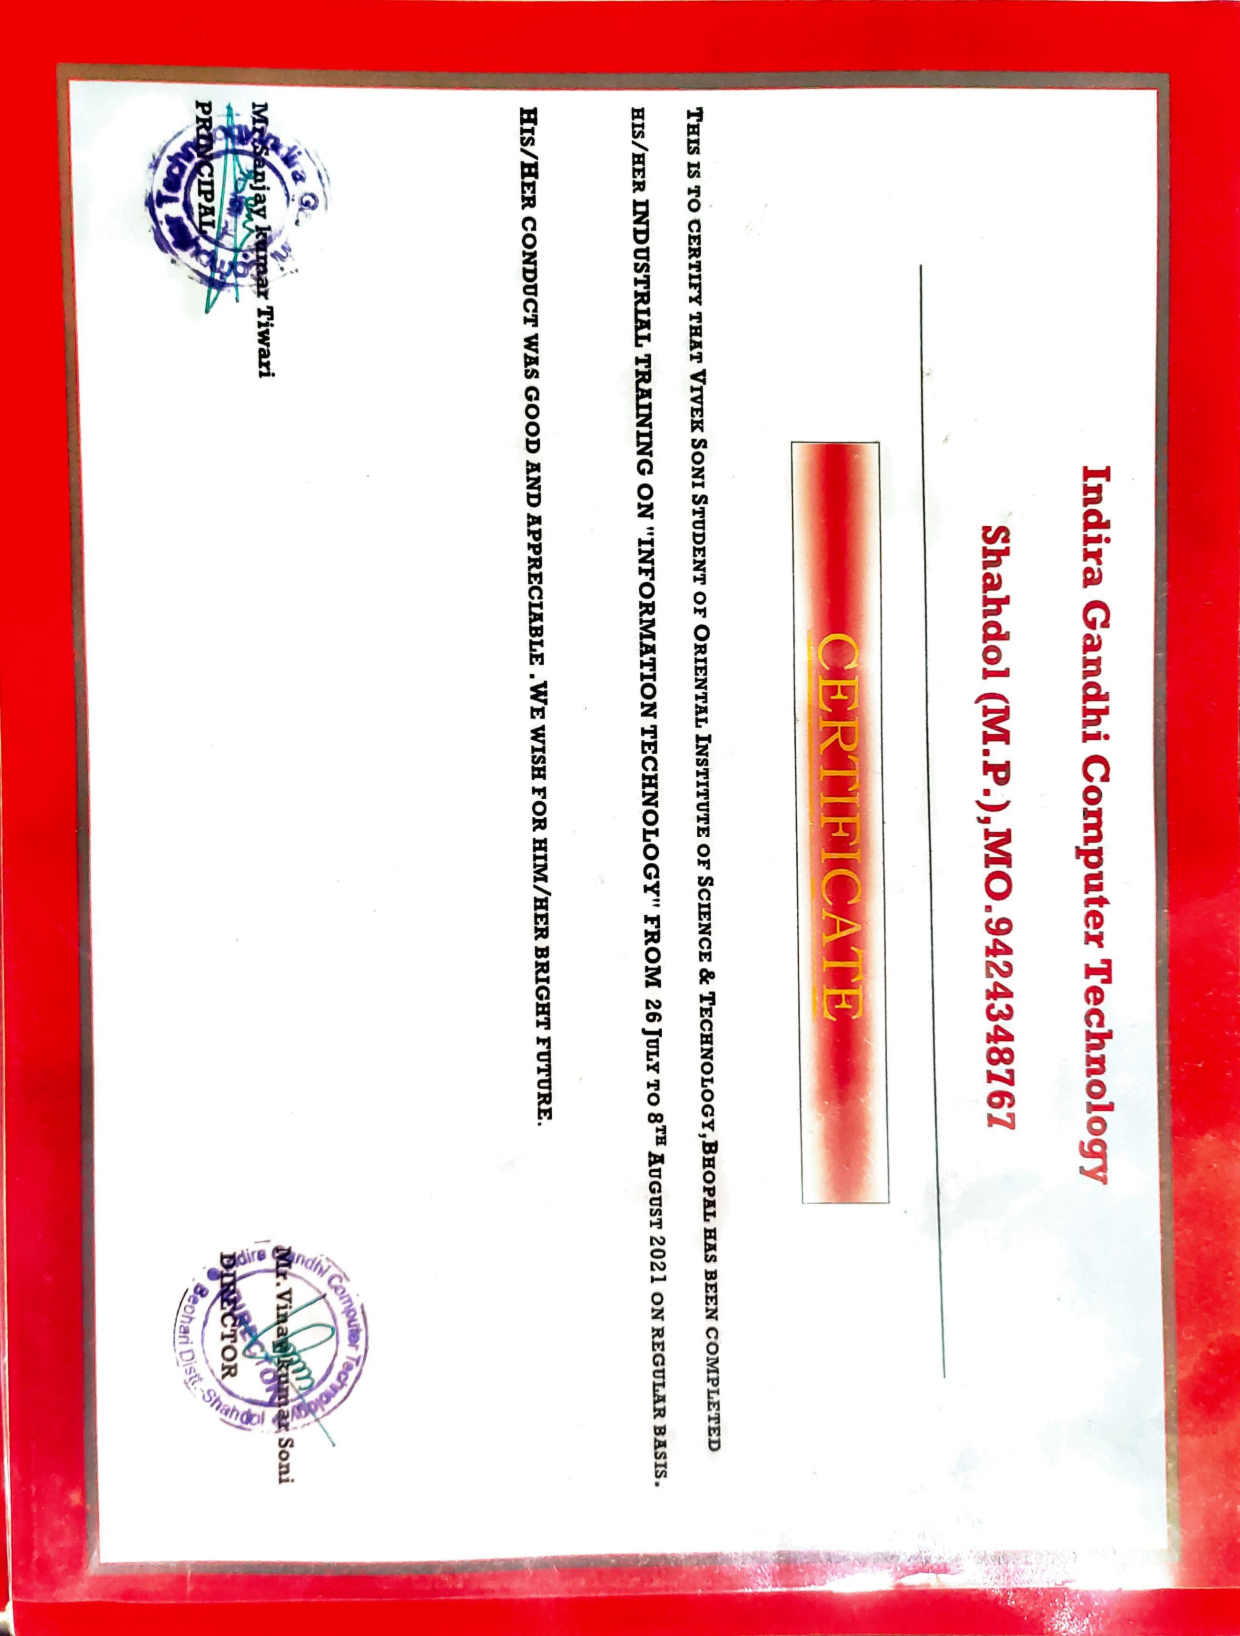 Indira Gandhi Computer Technology
Shahdol (M.P.),MO.9424348767
CERTIFICATE
THIS IS TO CERTIFY THAT VIVEK SONI STUDENT OF ORIENTAL INSTITUTE OF SCIENCE & TECHNOLOGY,BHOPAL HAS BEEN COMPLETED
HIS/HER INDUSTRIAL TRAINING ON "INFORMATION TECHNOLOGY" FROM 26 JULY TO 8TH AUGUST 2021 ON REGULAR BASIS.
HIS/HER CONDUCT WAS GOOD AND APPRECIABLE .WE WISH FOR HIM/HER BRIGHT FUTURE.
Mr.Sanjay kumar Tiwari
PRINCIPAL
Indira Gandhi Computer Technology
Mr.Vinay kumar Soni
DIRECTOR
Indira Gandhi Computer Technology
DIRECTOR
Beohari Distt.-Shahdol